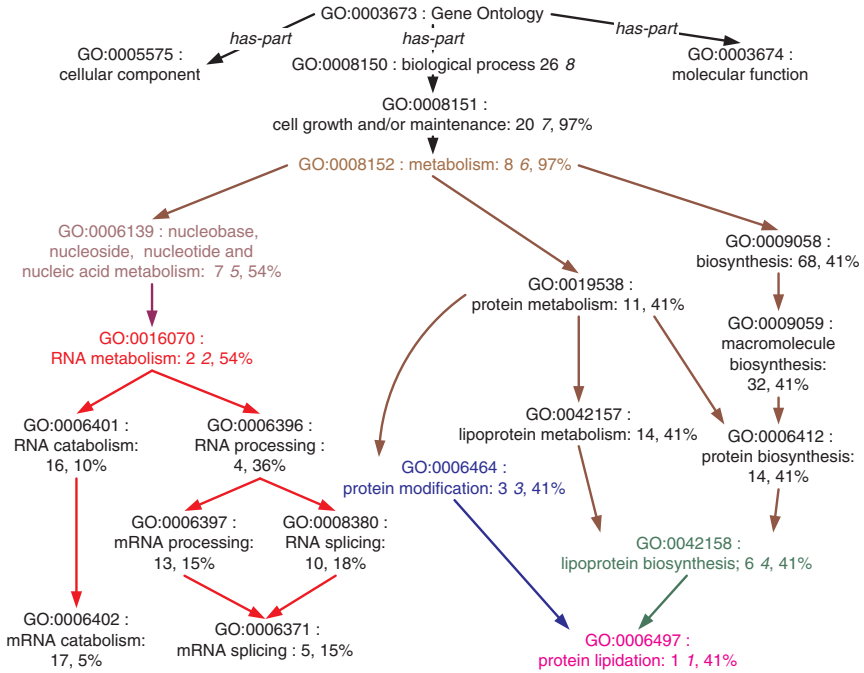 GO:0003673 : Gene Ontology
has-part
has-part
has-part
GO:0005575 :
cellular component
GO:0008150 : biological process 26 8
GO:0003674 :
molecular function
GO:0008151 :
cell growth and/or maintenance: 20 7, 97%
GO:0008152 : metabolism: 8 6, 97%
GO:0006139 : nucleobase,
nucleoside, nucleotide and
nucleic acid metabolism: 7 5, 54%
GO:0009058 :
biosynthesis: 68, 41%
GO:0019538 :
protein metabolism: 11, 41%
GO:0016070 :
RNA metabolism: 2 2, 54%
GO:0009059 :
macromolecule
biosynthesis:
32, 41%
GO:0006401 :
RNA catabolism:
16, 10%
GO:0006396 :
RNA processing :
4, 36%
GO:0042157 :
lipoprotein metabolism: 14, 41%
GO:0006412 :
protein biosynthesis:
14, 41%
GO:0006464 :
protein modification: 3 3, 41%
GO:0006397 :
mRNA processing:
13, 15%
GO:0008380 :
RNA splicing:
10, 18%
GO:0042158 :
lipoprotein biosynthesis; 6 4, 41%
GO:0006402 :
mRNA catabolism:
17, 5%
GO:0006371 :
mRNA splicing : 5, 15%
GO:0006497 :
protein lipidation: 1 1, 41%